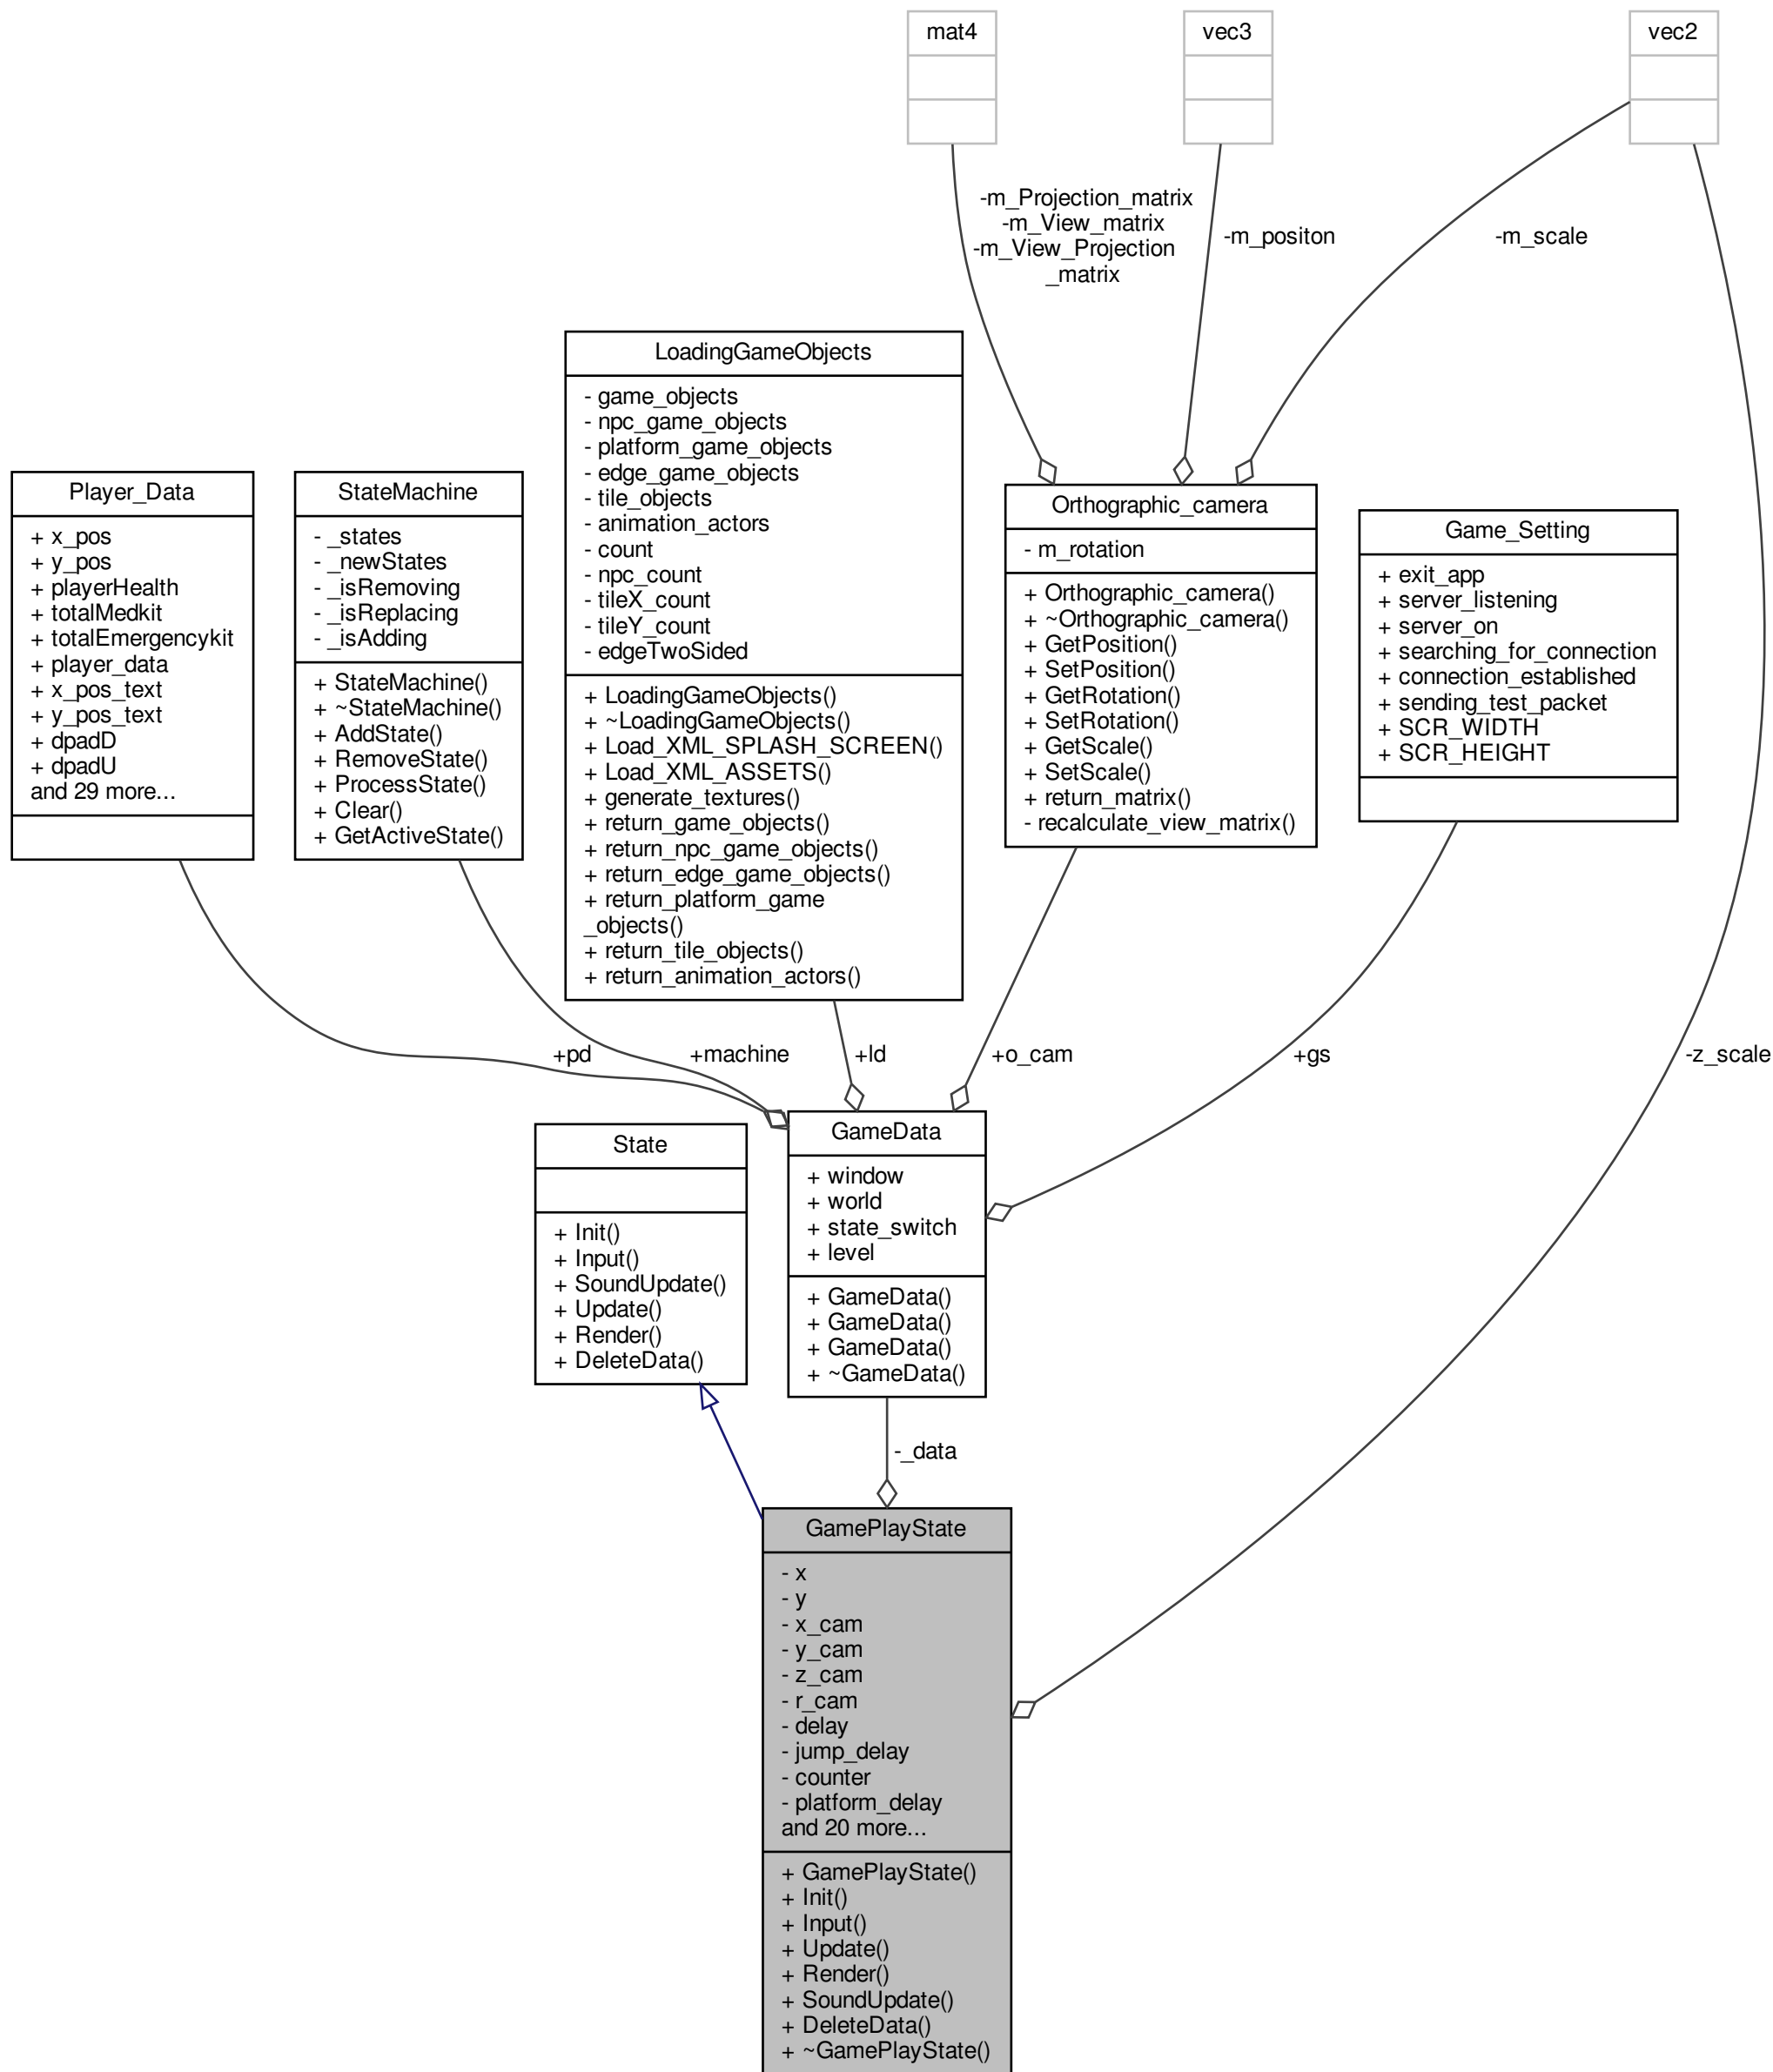 mat4
vec3
vec2
-m_Projection_matrix
-m_View_matrix
-m_View_Projection
_matrix
-m_positon
-m_scale
LoadingGameObjects
- game_objects
- npc_game_objects
- platform_game_objects
- edge_game_objects
- tile_objects
- animation_actors
- count
- npc_count
- tileX_count
- tileY_count
- edgeTwoSided
+ LoadingGameObjects()
+ ~LoadingGameObjects()
+ Load_XML_SPLASH_SCREEN()
+ Load_XML_ASSETS()
+ generate_textures()
+ return_game_objects()
+ return_npc_game_objects()
+ return_edge_game_objects()
+ return_platform_game
_objects()
+ return_tile_objects()
+ return_animation_actors()
Player_Data
+ x_pos
+ y_pos
+ playerHealth
+ totalMedkit
+ totalEmergencykit
+ player_data
+ x_pos_text
+ y_pos_text
+ dpadD
+ dpadU
and 29 more...
StateMachine
- _states
- _newStates
- _isRemoving
- _isReplacing
- _isAdding
+ StateMachine()
+ ~StateMachine()
+ AddState()
+ RemoveState()
+ ProcessState()
+ Clear()
+ GetActiveState()
Orthographic_camera
- m_rotation
+ Orthographic_camera()
+ ~Orthographic_camera()
+ GetPosition()
+ SetPosition()
+ GetRotation()
+ SetRotation()
+ GetScale()
+ SetScale()
+ return_matrix()
- recalculate_view_matrix()
Game_Setting
+ exit_app
+ server_listening
+ server_on
+ searching_for_connection
+ connection_established
+ sending_test_packet
+ SCR_WIDTH
+ SCR_HEIGHT
+pd
+machine
+ld
+o_cam
+gs
-z_scale
State
+ Init()
+ Input()
+ SoundUpdate()
+ Update()
+ Render()
+ DeleteData()
GameData
+ window
+ world
+ state_switch
+ level
+ GameData()
+ GameData()
+ GameData()
+ ~GameData()
-_data
GamePlayState
- x
- y
- x_cam
- y_cam
- z_cam
- r_cam
- delay
- jump_delay
- counter
- platform_delay
and 20 more...
+ GamePlayState()
+ Init()
+ Input()
+ Update()
+ Render()
+ SoundUpdate()
+ DeleteData()
+ ~GamePlayState()